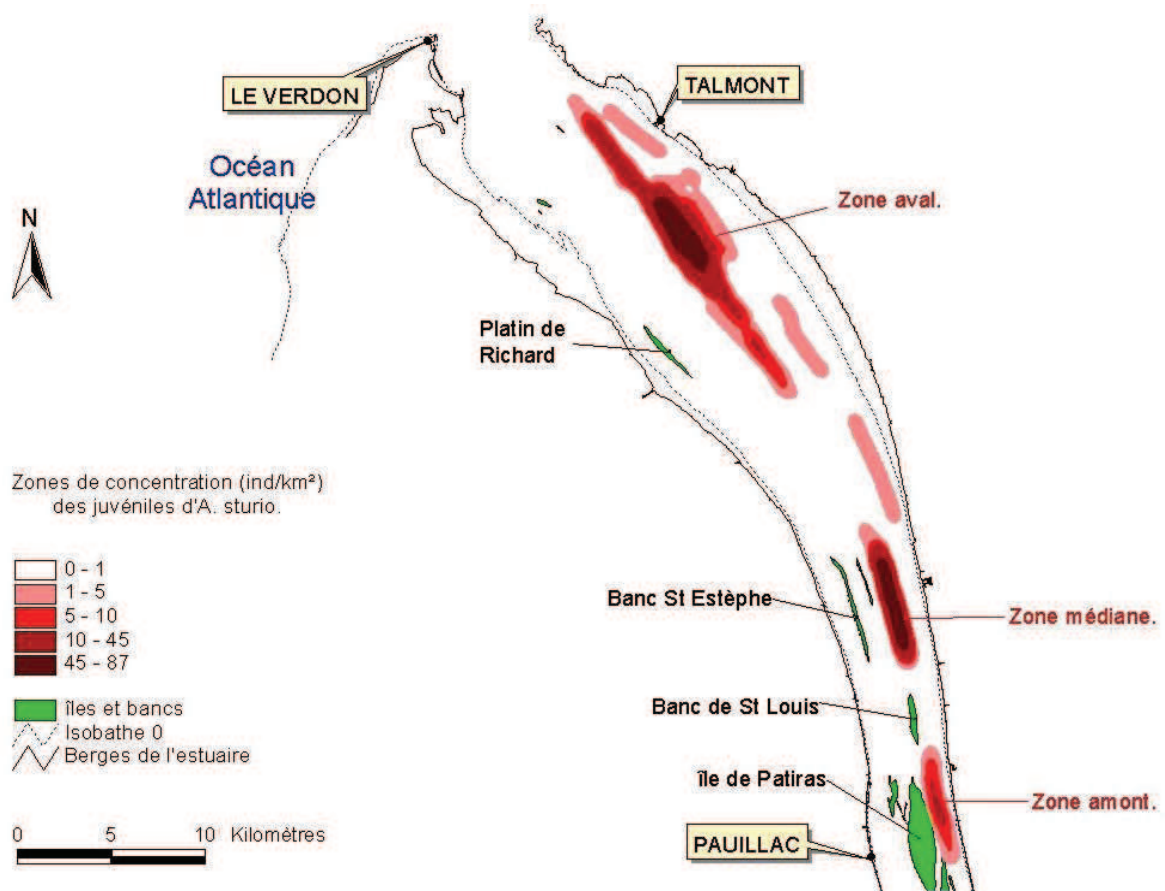 LE VERDON
TALMONT
Océan
Atlantique
N
Zone aval.
Platin de
Richard
Zones de concentration (ind/km²)
des juvéniles d'A. sturio.
0 - 1
1 - 5
5 - 10
10 - 45
45 - 87
îles et bancs
Isobathe 0
Berges de l'estuaire
0 5 10 Kilométres
Banc St Estèphe
Zone médiane.
Banc de St Louis
île de Patiras
Zone amont.
PAUILLAC